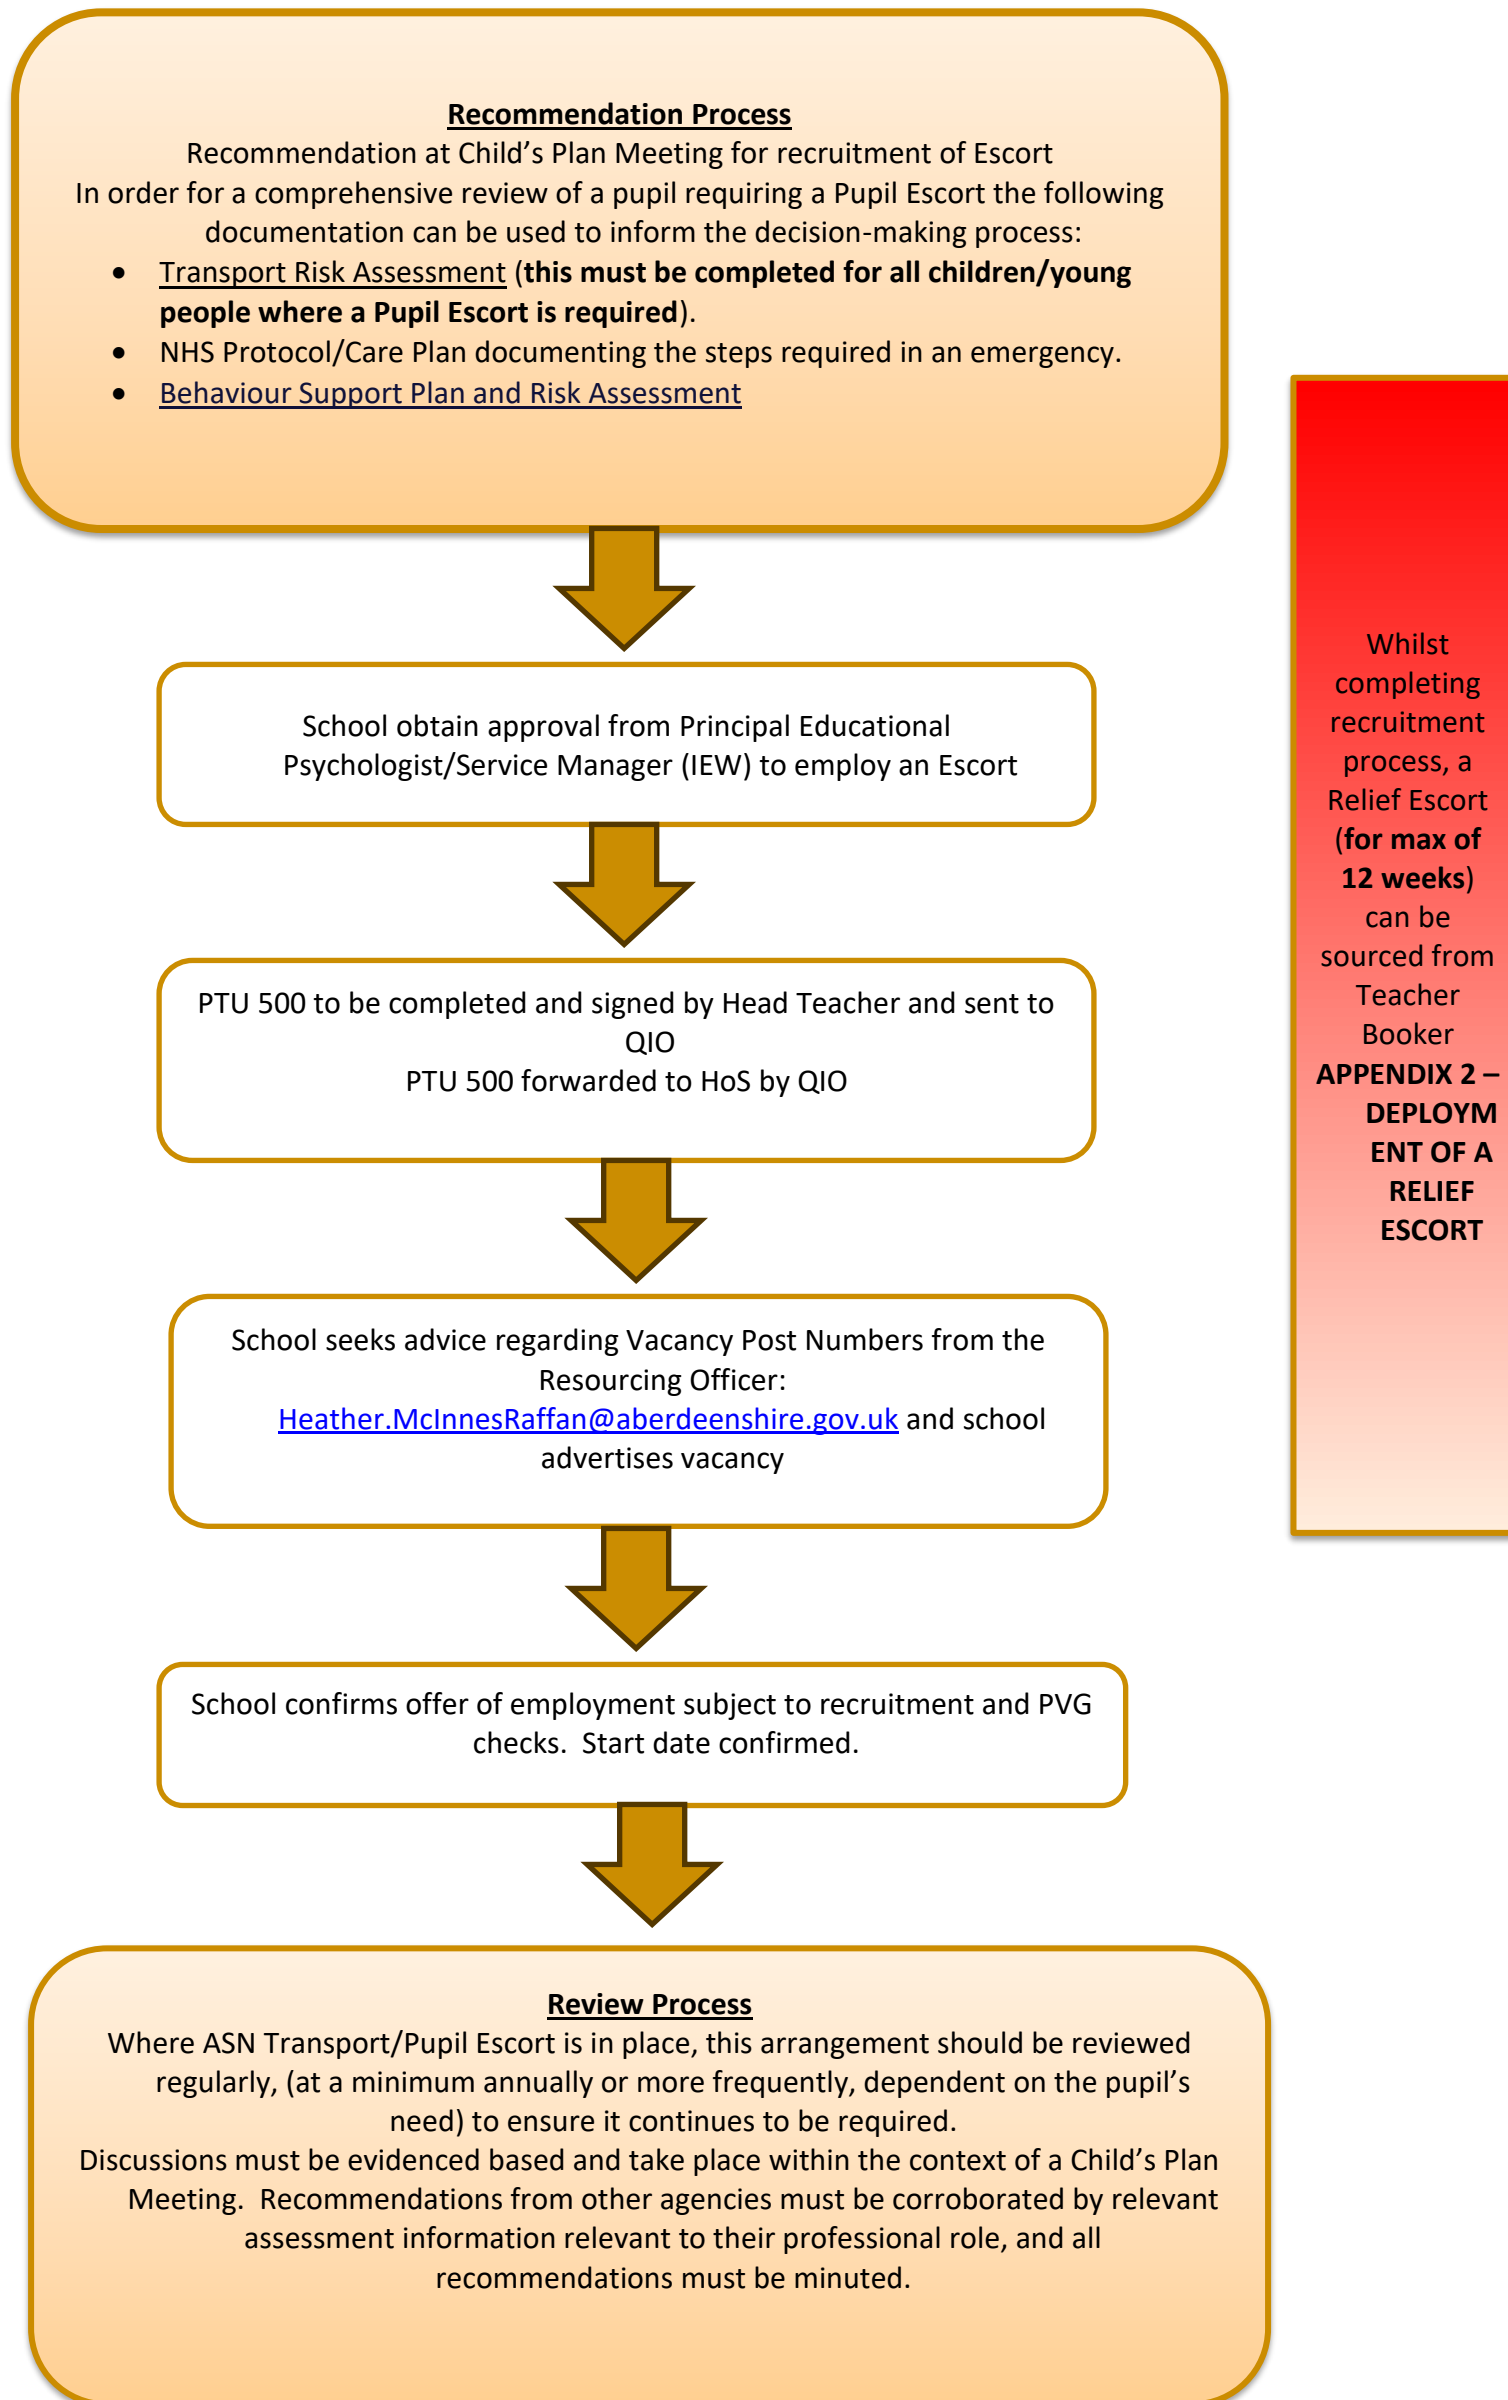 Recommendation Process
Recommendation at Child’s Plan Meeting for recruitment of Escort
In order for a comprehensive review of a pupil requiring a Pupil Escort the following
documentation can be used to inform the decision-making process:
• Transport Risk Assessment (this must be completed for all children/young
people where a Pupil Escort is required).
• NHS Protocol/Care Plan documenting the steps required in an emergency.
• Behaviour Support Plan and Risk Assessment
School obtain approval from Principal Educational
Psychologist/Service Manager (IEW) to employ an Escort
PTU 500 to be completed and signed by Head Teacher and sent to
QIO
PTU 500 forwarded to HoS by QIO
School seeks advice regarding Vacancy Post Numbers from the
Resourcing Officer:
Heather.McInnesRaffan@aberdeenshire.gov.uk and school
advertises vacancy
School confirms offer of employment subject to recruitment and PVG
checks.  Start date confirmed.
Review Process
Where ASN Transport/Pupil Escort is in place, this arrangement should be reviewed
regularly, (at a minimum annually or more frequently, dependent on the pupil’s
need) to ensure it continues to be required.
Discussions must be evidenced based and take place within the context of a Child’s Plan
Meeting.  Recommendations from other agencies must be corroborated by relevant
assessment information relevant to their professional role, and all
recommendations must be minuted.
Whilst
completing
recruitment
process, a
Relief Escort
(for max of
12 weeks)
can be
sourced from
Teacher
Booker
APPENDIX 2 –
DEPLOYM
ENT OF A
RELIEF
ESCORT